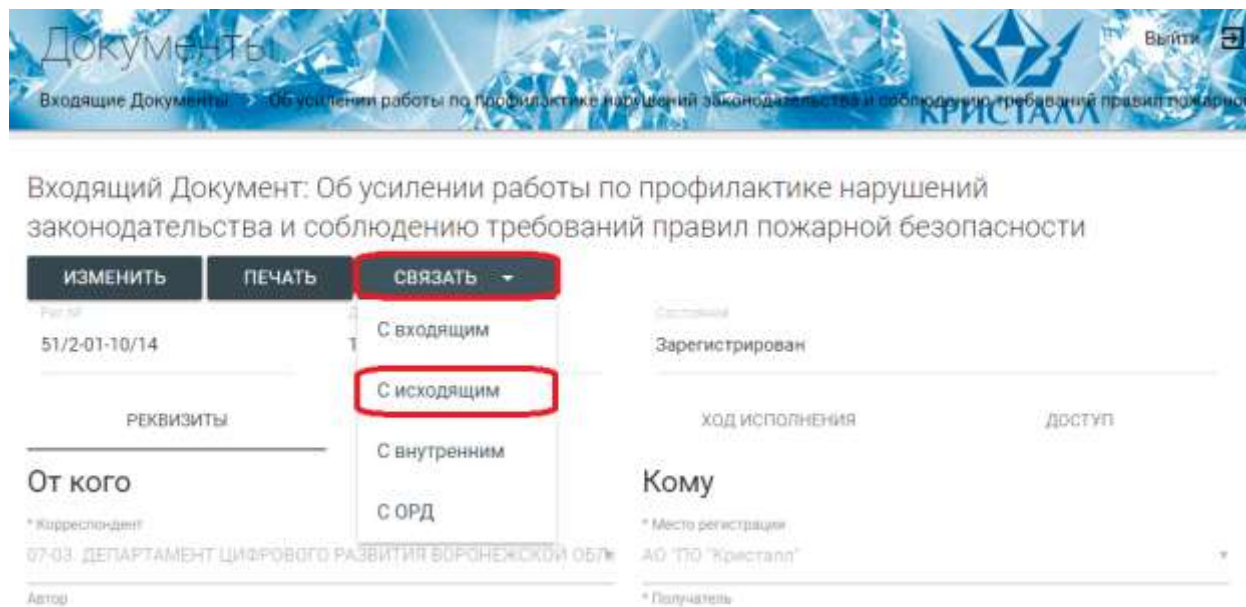 Документы
Выйти
Входящие Документы Об усилении работы по профилактике нарушений законодательства и соблюдению требований правил пожарной
КРИСТАЛЛ
Входящий Документ: Об усилении работы по профилактике нарушений
законодательства и соблюдению требований правил пожарной безопасности
ИЗМЕНИТЬ ПЕЧАТЬ СВЯЗАТЬ
Рег.№ Состояние
51/2-01-10/14 Зарегистрирован
С входящим
С исходящим
РЕКВИЗИТЫ ХОД ИСПОЛНЕНИЯ ДОСТУП
С внутренним
От кого Кому
С ОРД
* Корреспондент * Место регистрации
07-03. ДЕПАРТАМЕНТ ЦИФРОВОГО РАЗВИТИЯ ВОРОНЕЖСКОЙ ОБЛ АО "ПО "Кристалл"
Автор * Получатель